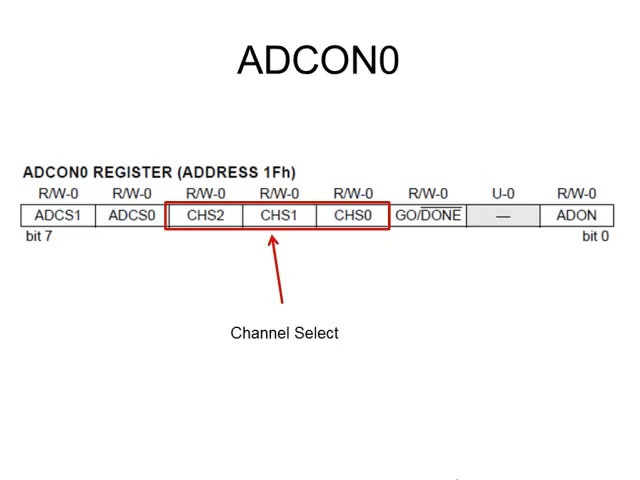 ADCON0
ADCON0 REGISTER (ADDRESS 1Fh)
R/W-0 R/W-0 R/W-0 R/W-0 R/W-0 R/W-0 U-0 R/W-0
ADCS1 ADCS0 CHS2 CHS1 CHS0 GO/DONE — ADON
bit 7 bit 0
Channel Select